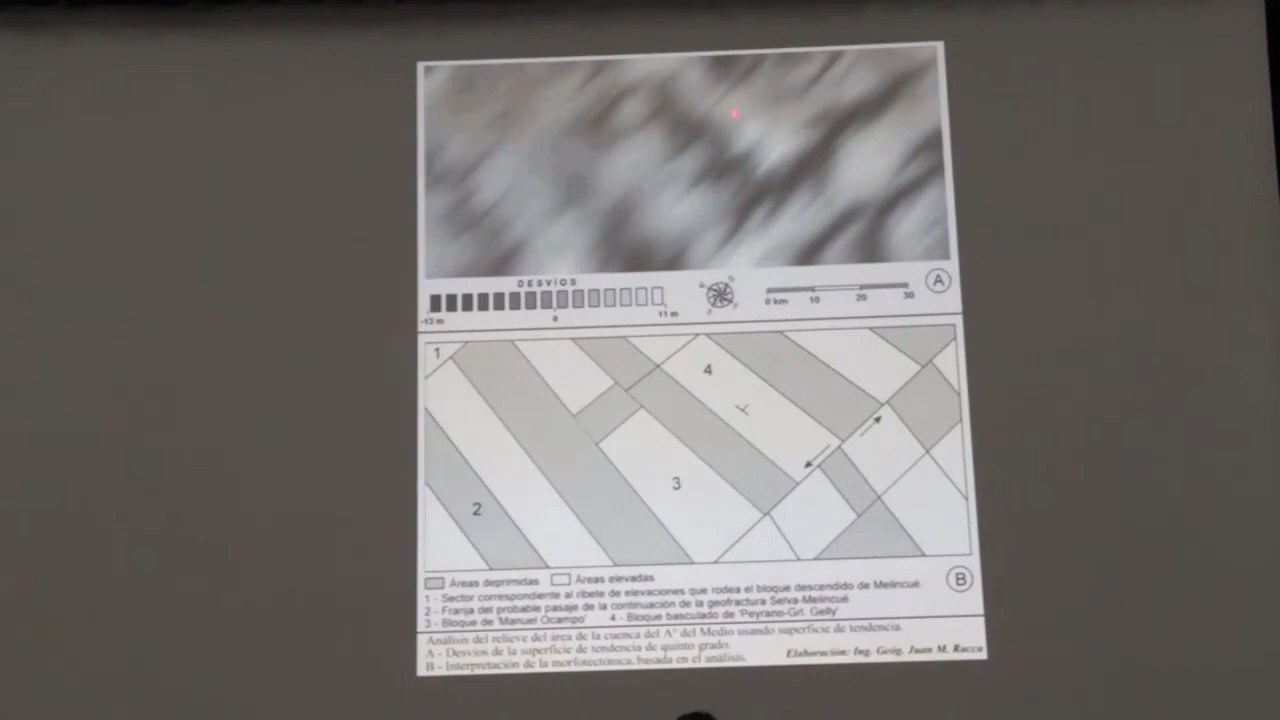 DESVÍOS
-13 m 11 m
0 km 10 20 30
A
1
4
3
2
Áreas deprimidas Áreas elevadas
B
1 - Sector correspondiente al ribete de elevaciones que rodea el bloque descendido de Melincué.
2 - Franja del probable pasaje de la continuación de la geofractura Selva-Melincué.
3 - Bloque de 'Manuel Ocampo' 4 - Bloque basculado de 'Peyrano-Grl. Gelly'
Análisis del relieve del área de la cuenca del A° del Medio usando superficie de tendencia.
A - Desvíos de la superficie de tendencia de quinto grado.
B - Interpretación de la morfotectónica, basada en el análisis.
Elaboración: Ing. Geog. Juan M. Racca